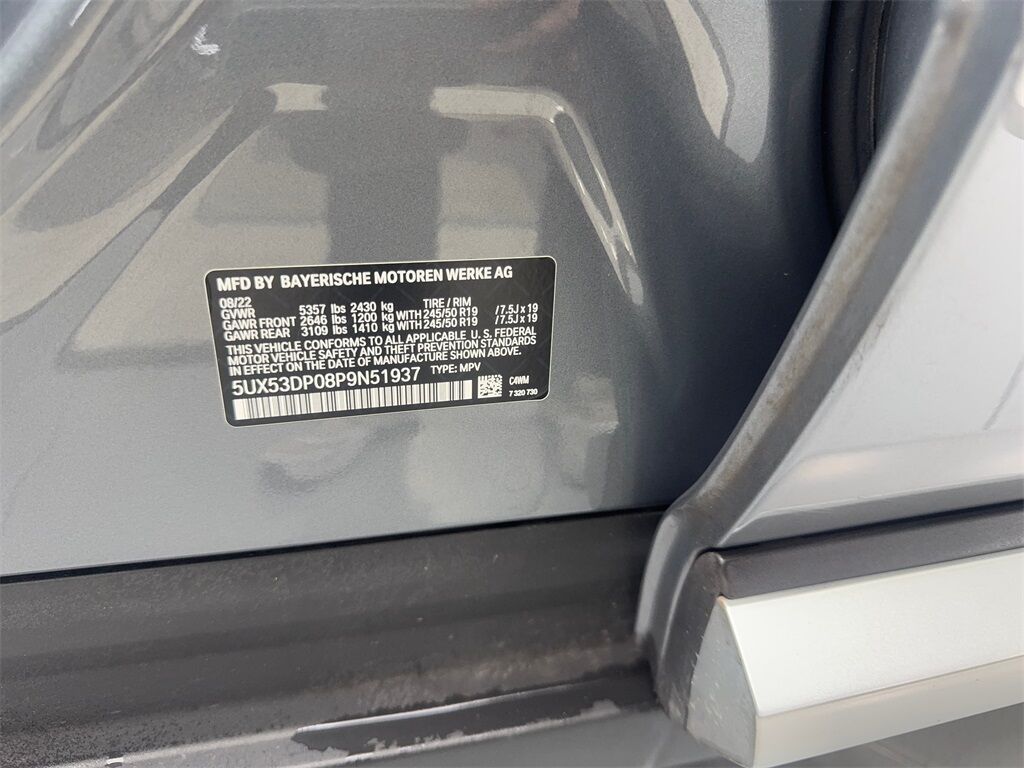 MFD BY BAYERISCHE MOTOREN WERKE AG
08/22 TIRE / RIM
GVWR 5357 lbs 2430 kg
GAWR FRONT 2646 lbs 1200 kg WITH 245/50 R19 / 7.5J x 19
GAWR REAR 3109 lbs 1410 kg WITH 245/50 R19 / 7.5J x 19
THIS VEHICLE CONFORMS TO ALL APPLICABLE U. S. FEDERAL
MOTOR VEHICLE SAFETY AND THEFT PREVENTION STANDARDS
IN EFFECT ON THE DATE OF MANUFACTURE SHOWN ABOVE.
5UX53DP08P9N51937 TYPE: MPV
C4WM
7 320 730